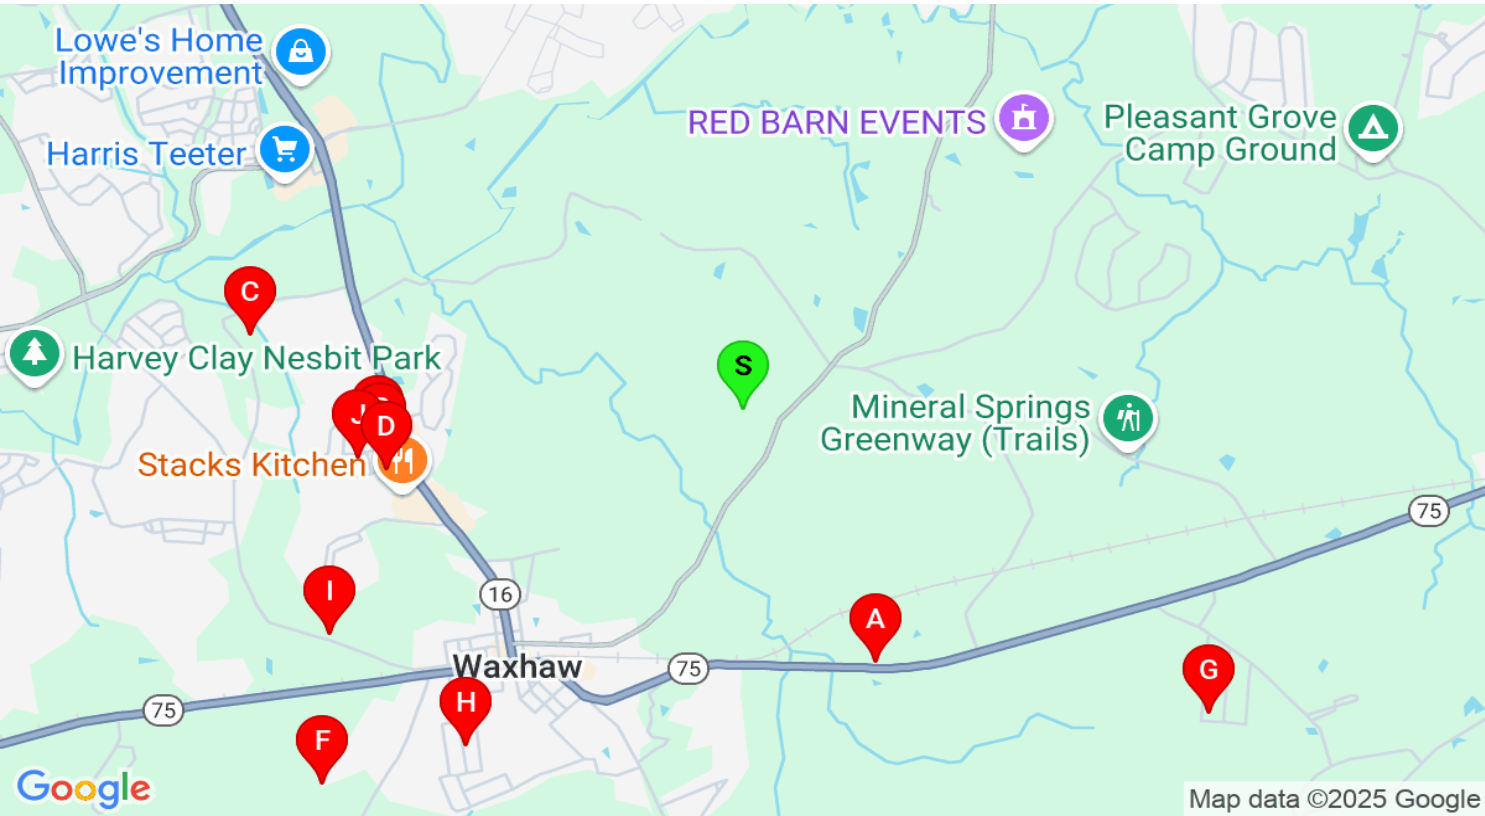 Lowe's Home
Improvement
Harris Teeter
RED BARN EVENTS
Pleasant Grove
Camp Ground
C
Harvey Clay Nesbit Park
S
J
D
Stacks Kitchen
Mineral Springs
Greenway (Trails)
75
I
16
A
Waxhaw
75
G
75
H
F
Google
Map data ©2025 Google